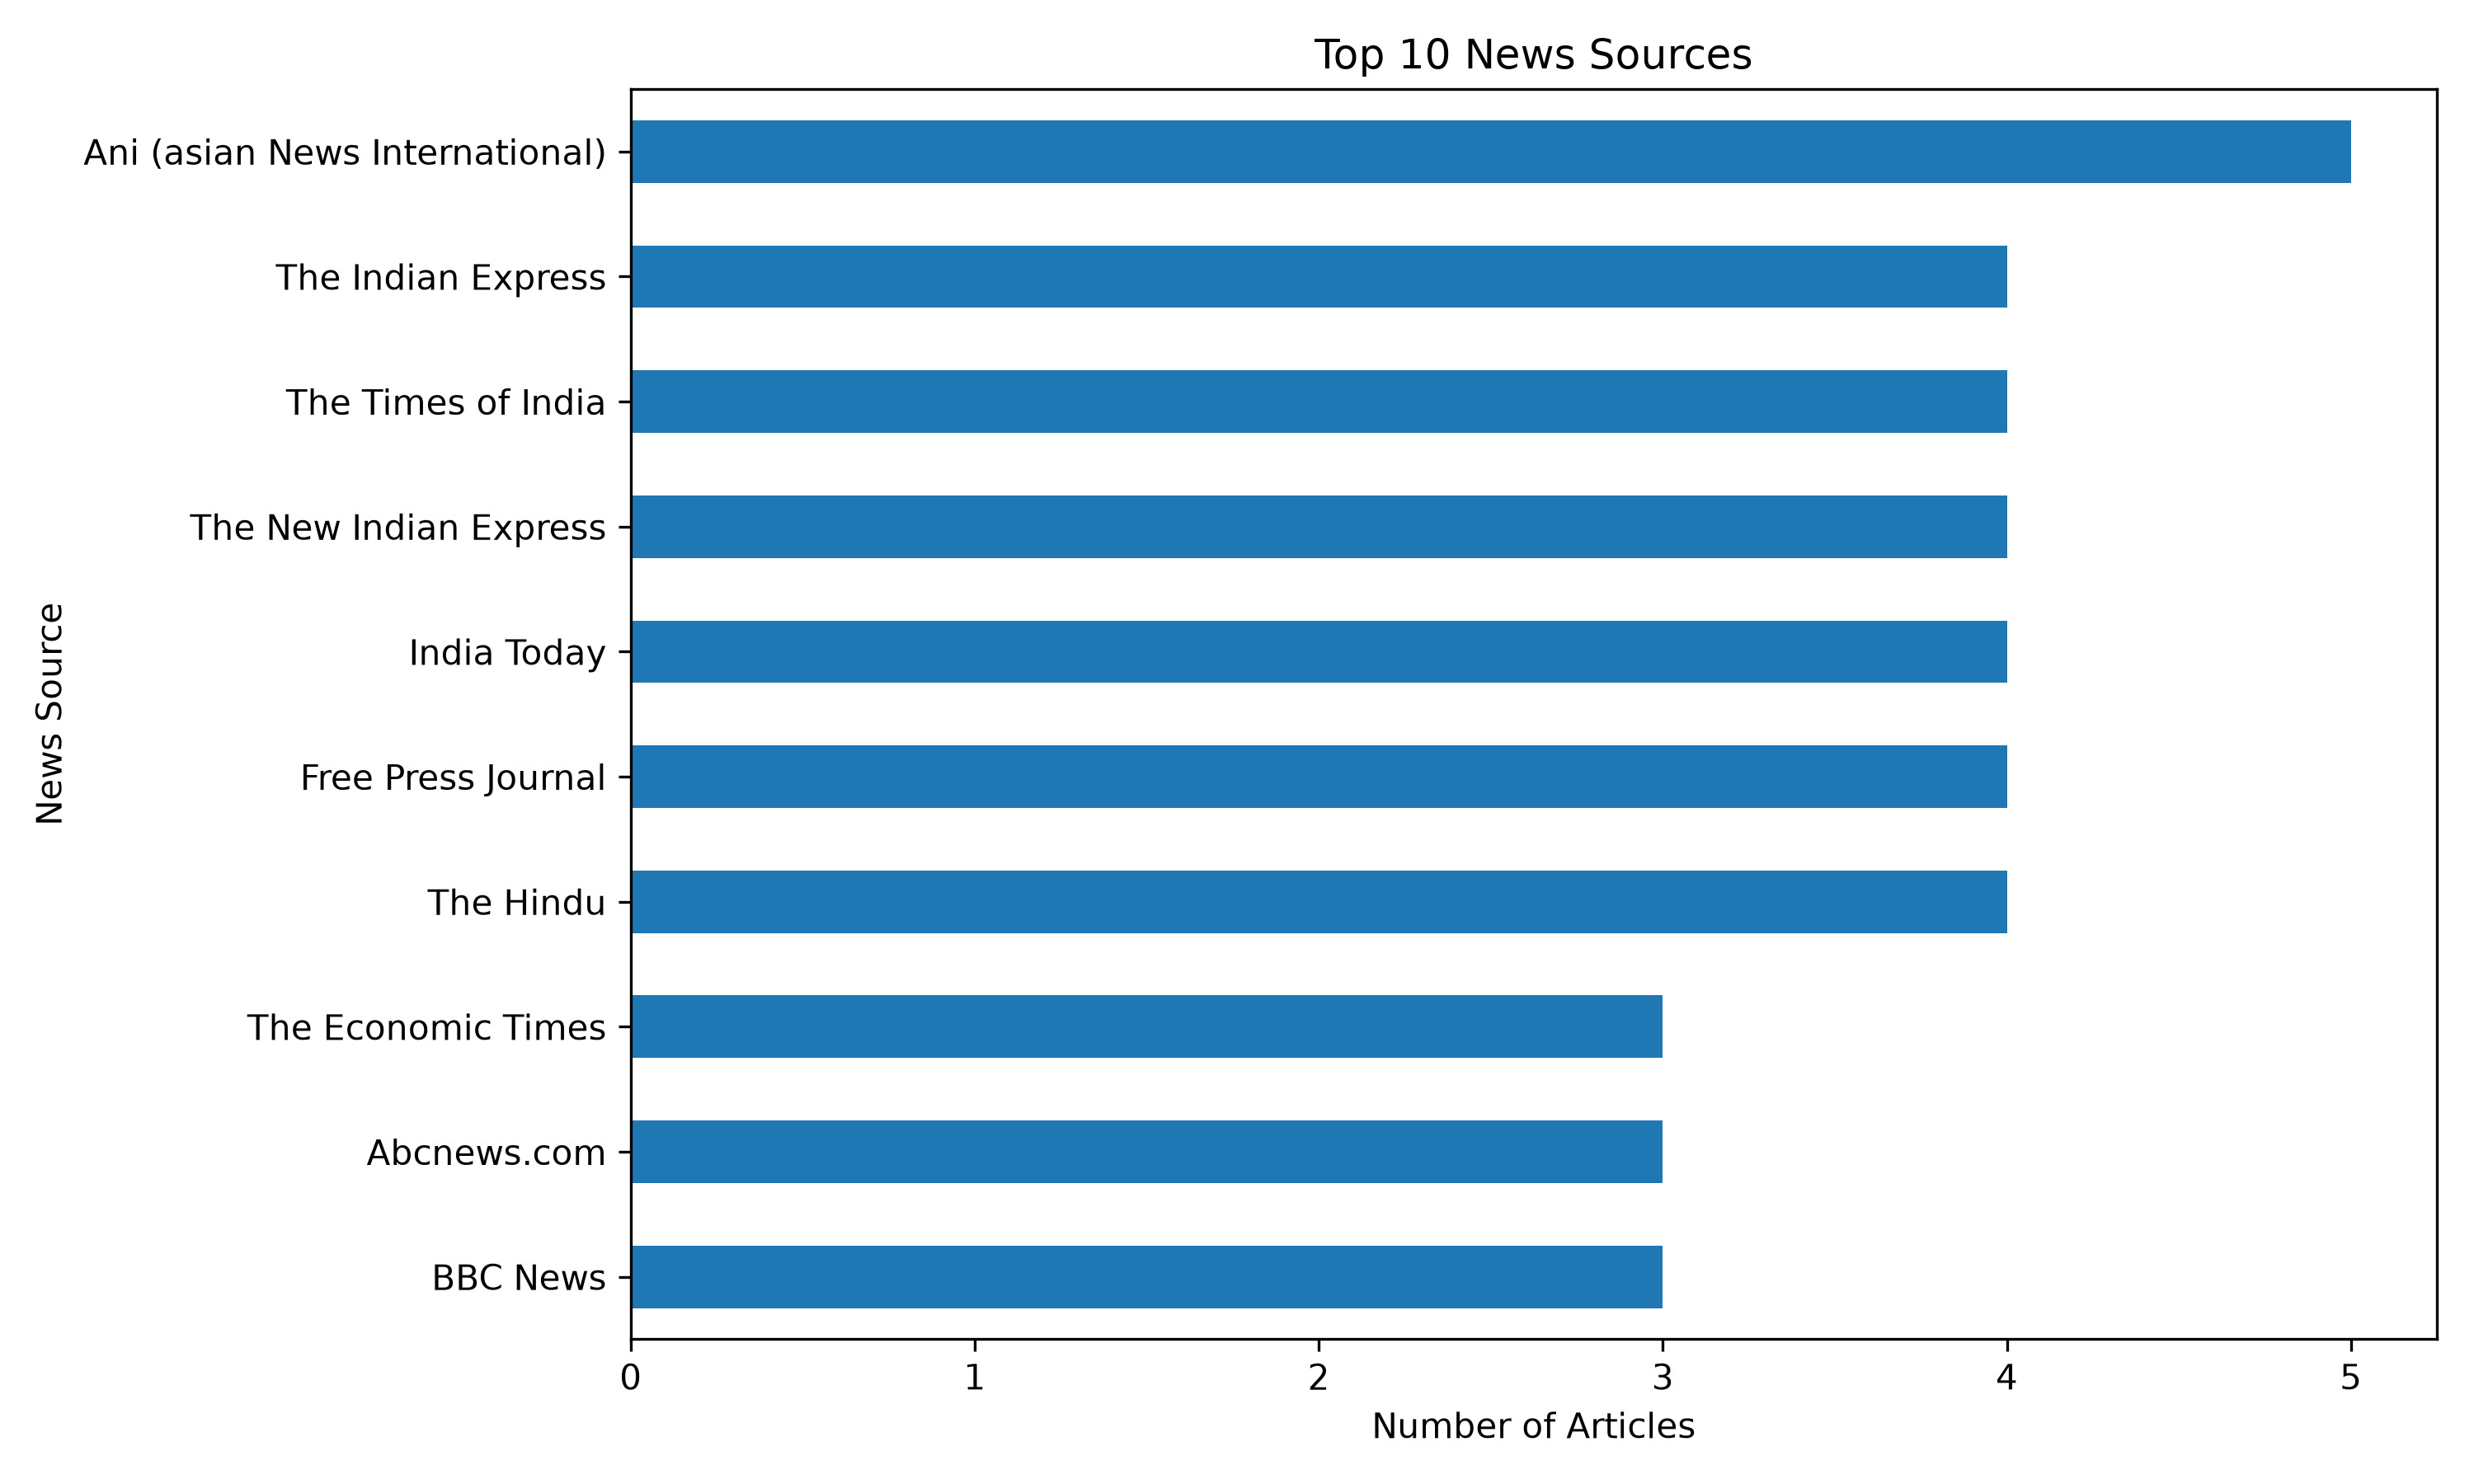 Top 10 News Sources
Ani (asian News International)
The Indian Express
The Times of India
The New Indian Express
India Today
Free Press Journal
The Hindu
The Economic Times
Abcnews.com
BBC News
News Source
0 1 2 3 4 5
Number of Articles